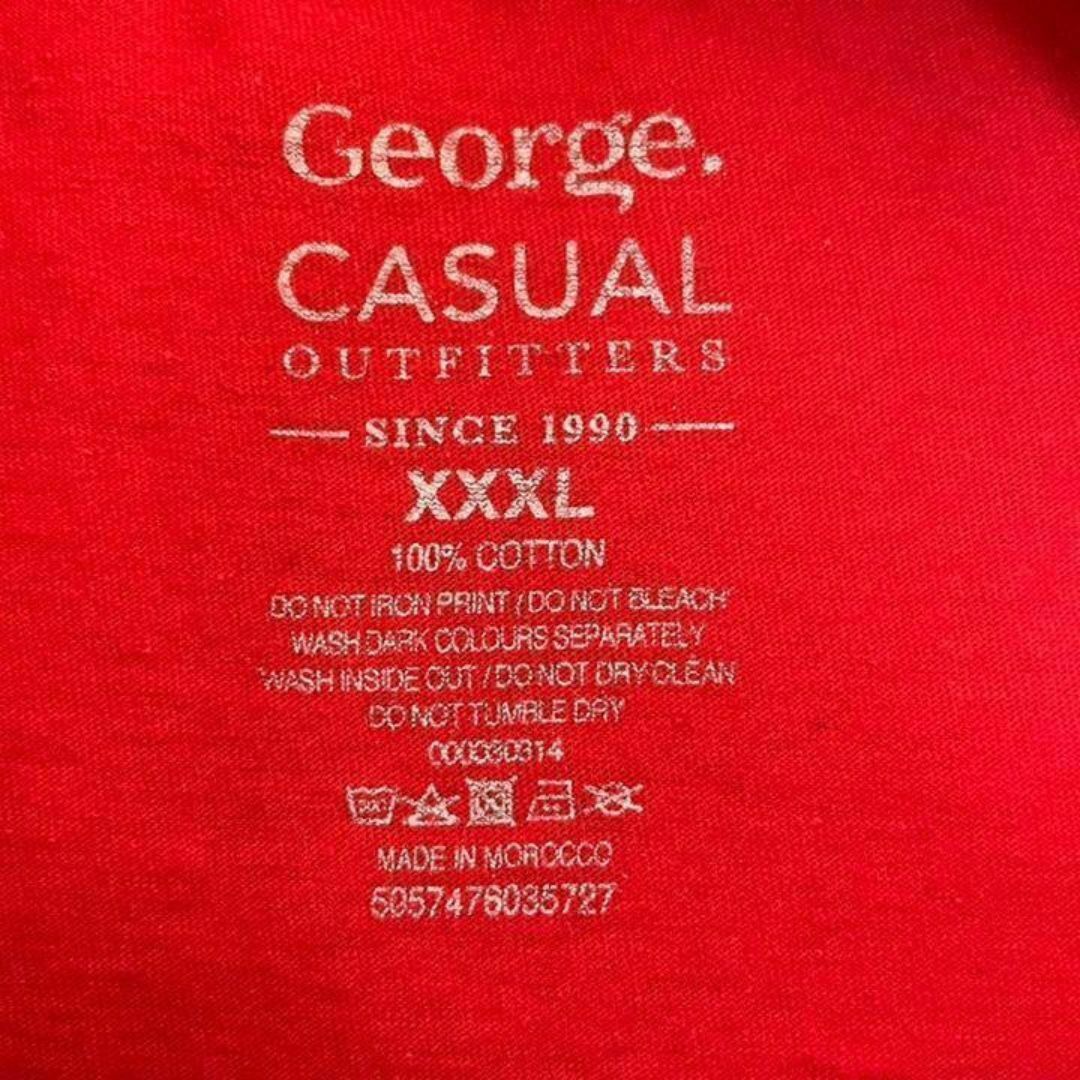 George.
CASUAL
OUTFITTERS
SINCE 1990
XXXL
100% COTTON
DO NOT IRON PRINT / DO NOT BLEACH
WASH DARK COLOURS SEPARATELY
WASH INSIDE OUT / DO NOT DRY CLEAN
DO NOT TUMBLE DRY
MADE IN MOROCCO
5057476035727